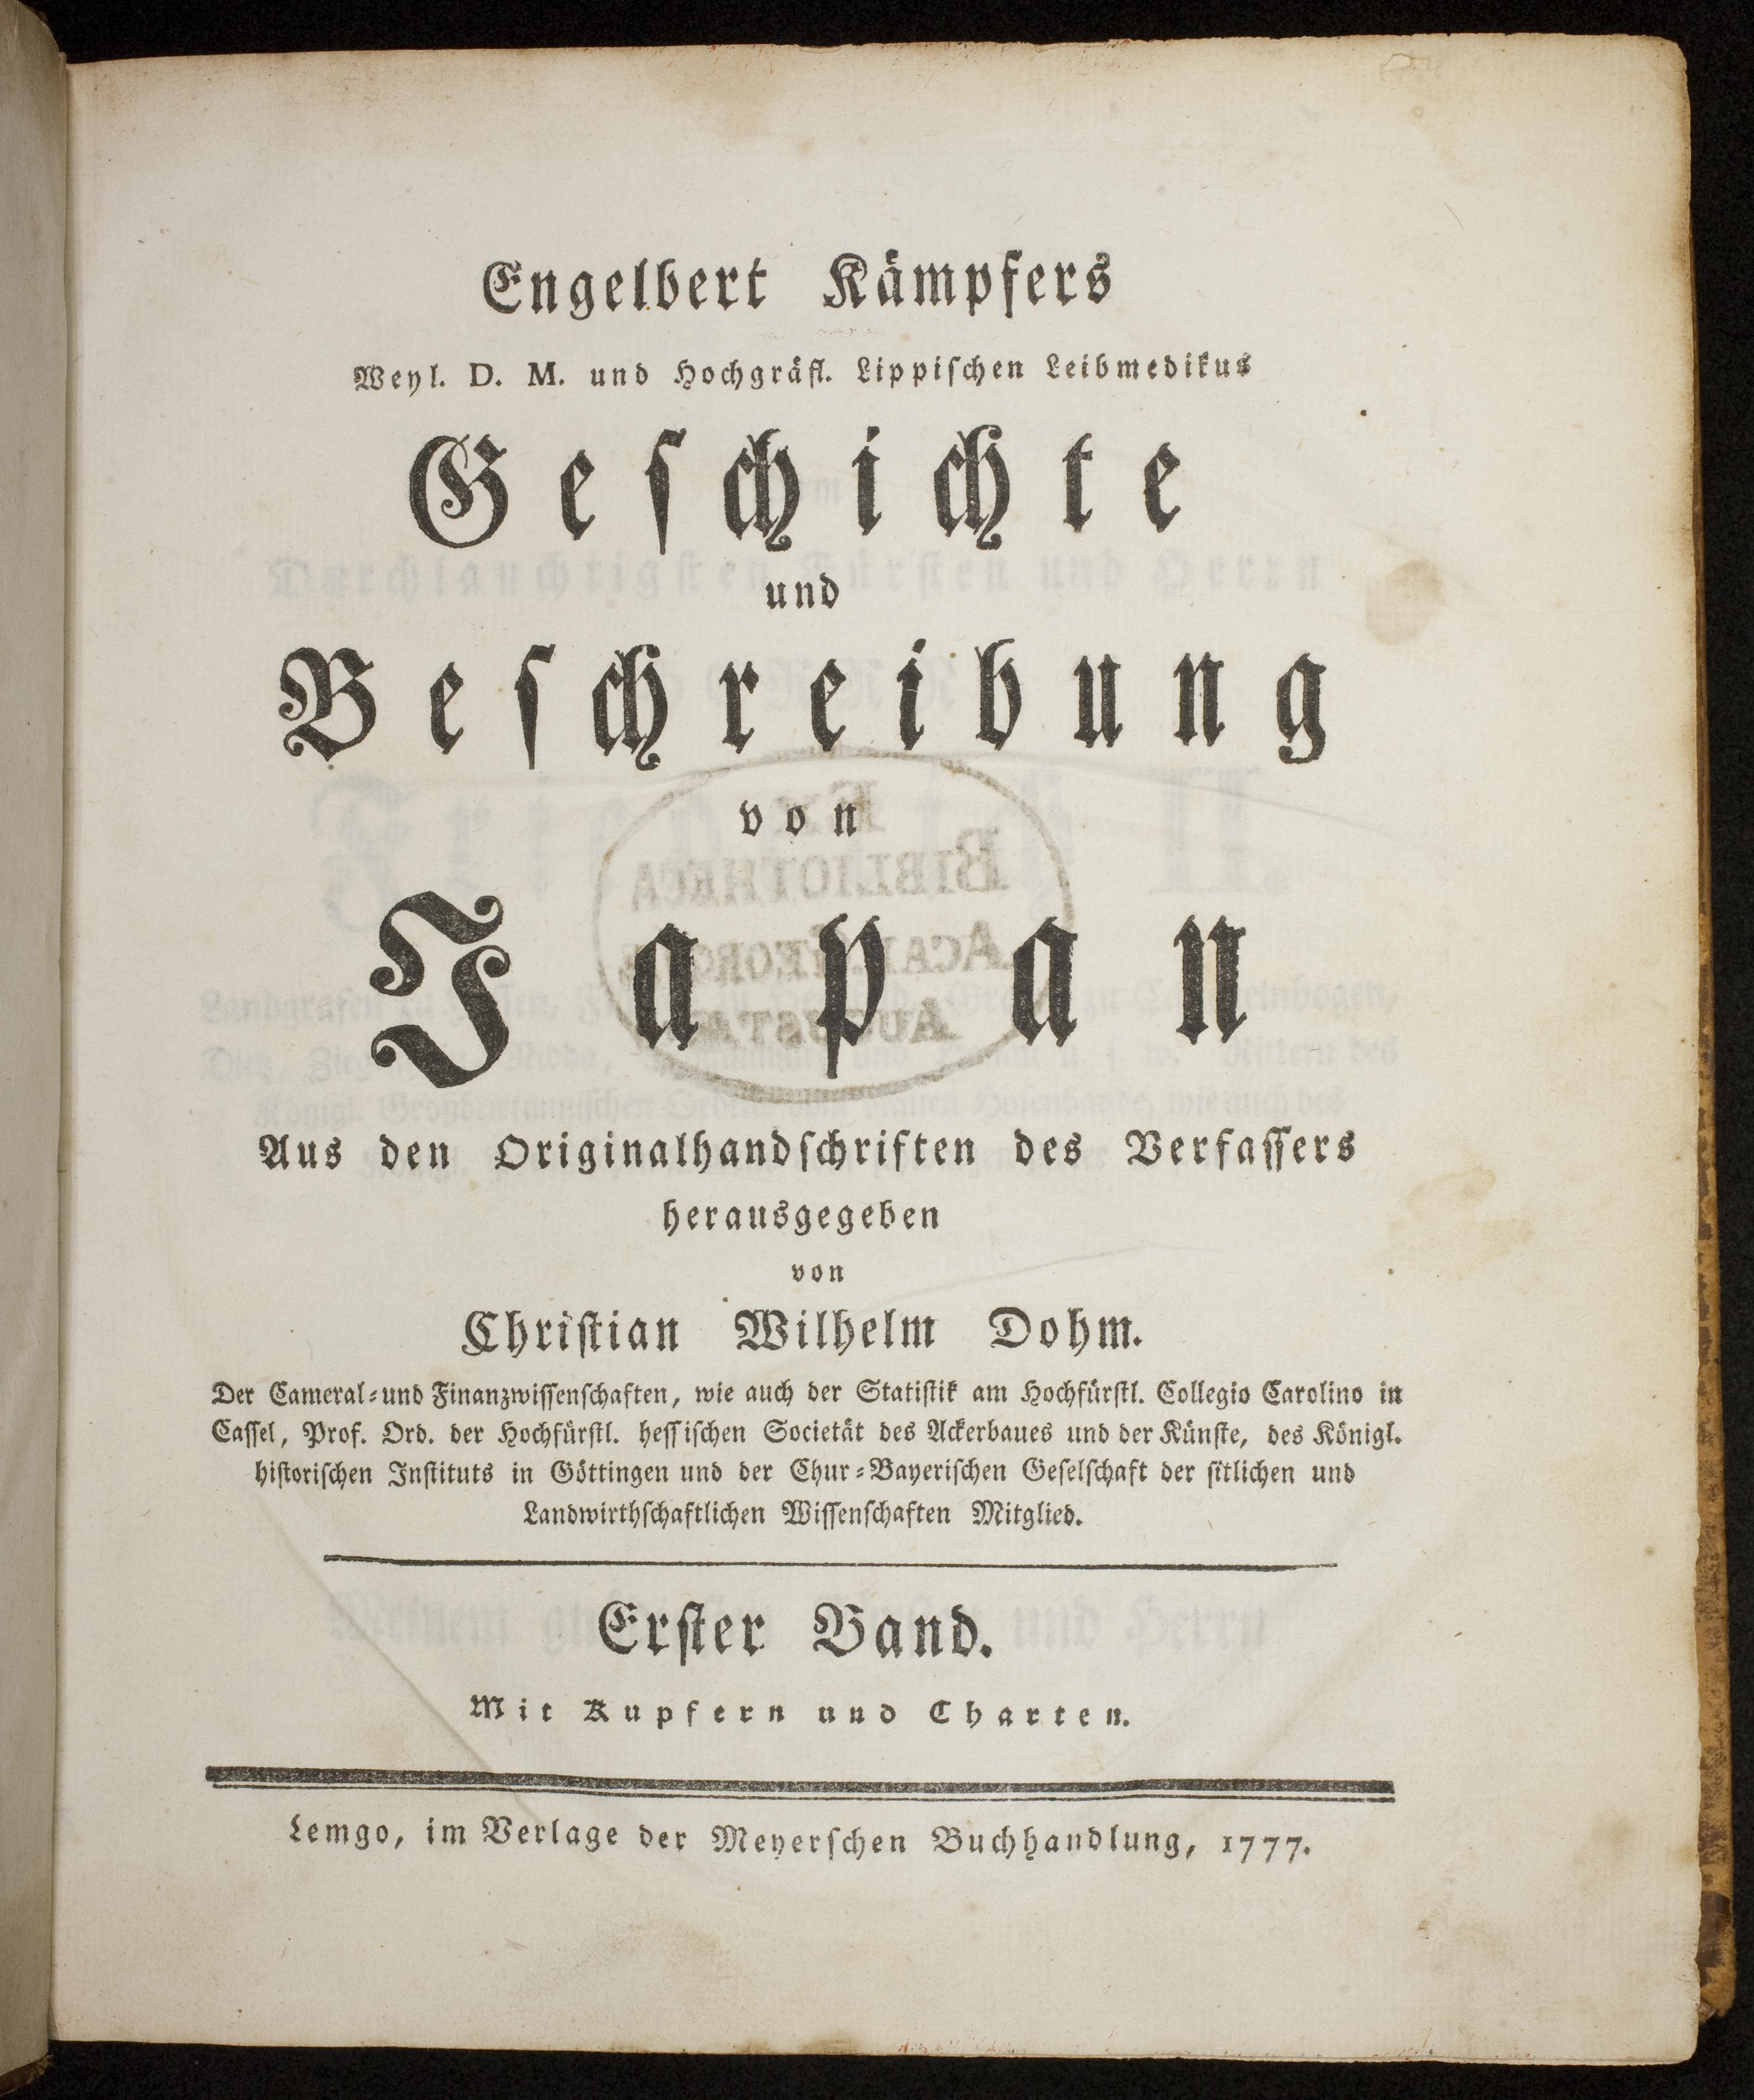 Engelbert Kämpfers
Weyl. D. M. und Hochgräfl. Lippiſchen Leibmedikus
Geſchichte
und
Beſchreibung
von
Japan
Aus den Originalhandſchriften des Verfaſſers
herausgegeben
von
Chriſtian Wilhelm Dohm.
Der Cameral-und Finanzwiſſenſchaften, wie auch der Statiſtik am Hochfürſtl. Collegio Carolino in
Caſſel, Prof. Ord. der Hochfürſtl. heſſiſchen Societät des Ackerbaues und der Künſte, des Königl.
hiſtoriſchen Inſtituts in Göttingen und der Chur-Bayeriſchen Geſelſchaft der ſitlichen und
Landwirthſchaftlichen Wiſſenſchaften Mitglied.
Erſter Band.
Mit Kupfern und Charten.
Lemgo, im Verlage der Meyerſchen Buchhandlung, 1777.